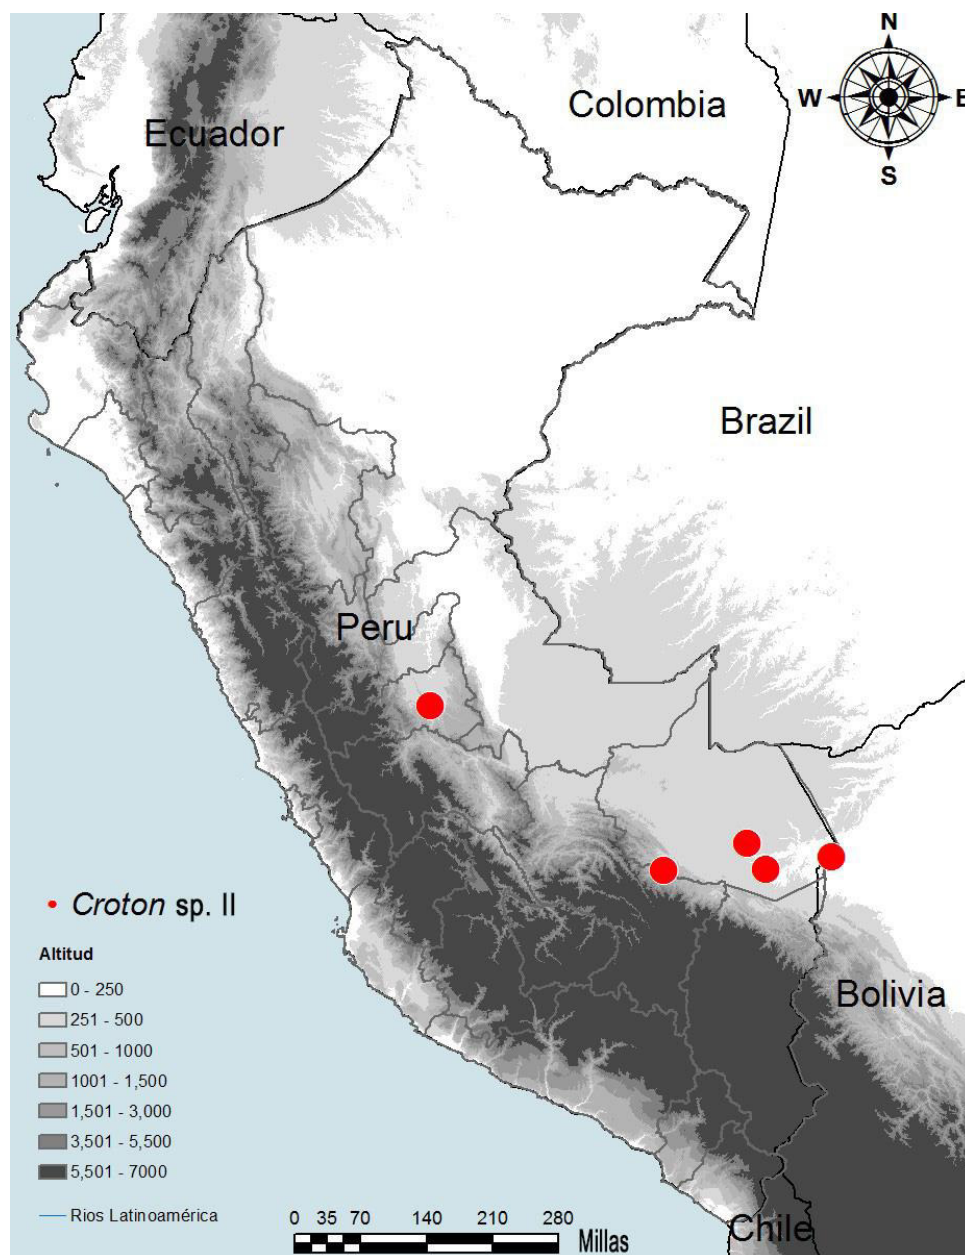 N
W E
S
Colombia
Ecuador
Brazil
Peru
Bolivia
Chile
Croton sp. II
Altitud
0 - 250
251 - 500
501 - 1000
1001 - 1,500
1,501 - 3,000
3,501 - 5,500
5,501 - 7000
Rios Latinoamérica
0 35 70 140 210 280
Millas